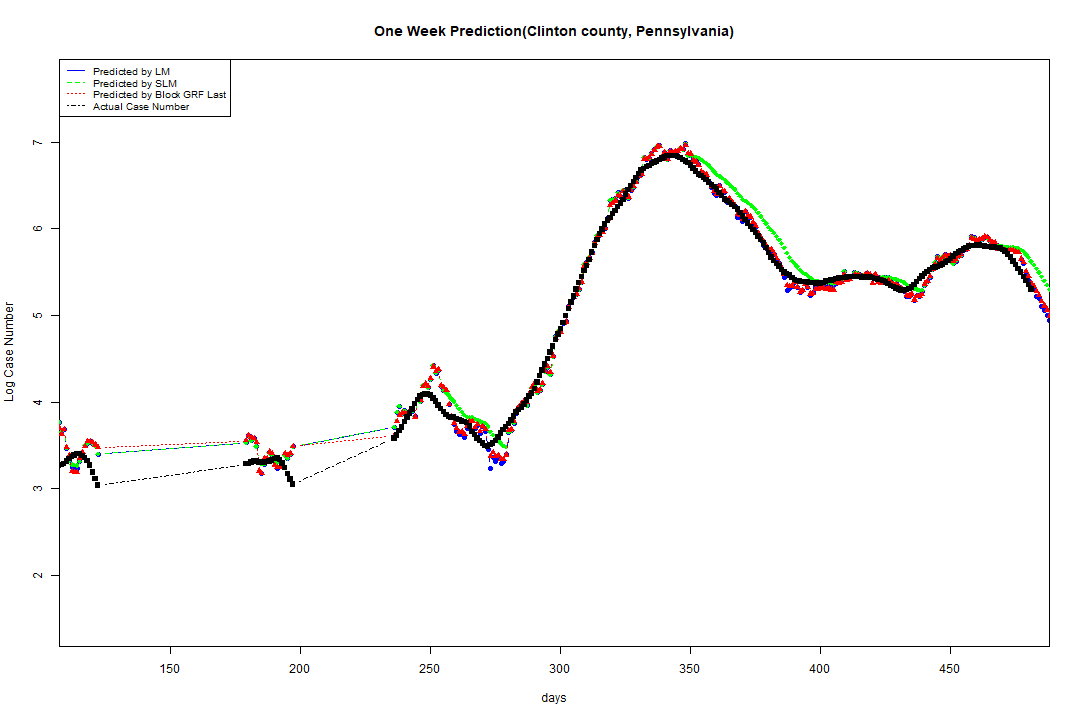 One Week Prediction(Clinton county, Pennsylvania)
Predicted by LM
Predicted by SLM
Predicted by Block GRF Last
Actual Case Number
7
6
5
4
3
2
Log Case Number
150 200 250 300 350 400 450
days